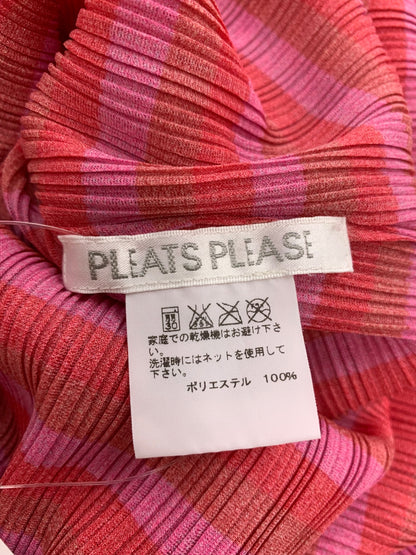 PLEATS PLEASE
家庭での乾燥機はお避け下さ
い。
洗濯時にはネットを使用して
下さい。
ポリエステル 100%